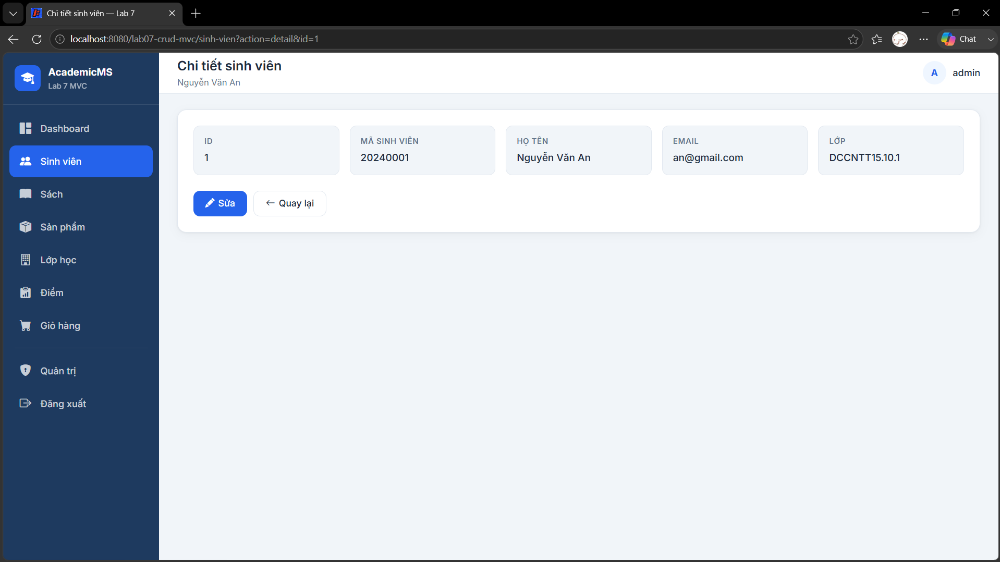 Chi tiết sinh viên — Lab 7
localhost:8080/lab07-crud-mvc/sinh-vien?action=detail&id=1
Chat
AcademicMS
Lab 7 MVC
Dashboard
Sinh viên
Sách
Sản phẩm
Lớp học
Điểm
Giỏ hàng
Quản trị
Đăng xuất
Chi tiết sinh viên
Nguyễn Văn An
A
admin
ID
1
MÃ SINH VIÊN
20240001
HỌ TÊN
Nguyễn Văn An
EMAIL
an@gmail.com
LỚP
DCCNTT15.10.1
Sửa
Quay lại